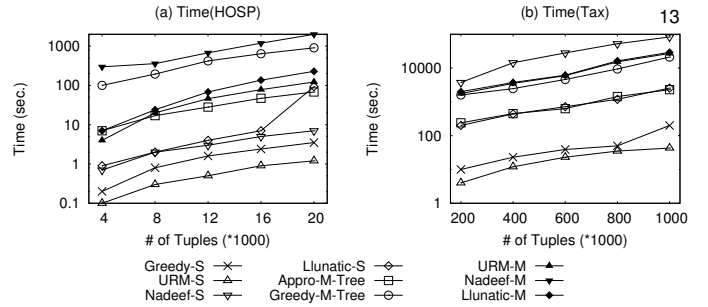 (a) Time(HOSP)
(b) Time(Tax)
13
1000
100
10
1
0.1
Time (sec.)
4 8 12 16 20
# of Tuples (*1000)
10000
100
1
Time (sec.)
200 400 600 800 1000
# of Tuples (*1000)
Greedy-S
URM-S
Nadeef-S
Llunatic-S
Appro-M-Tree
Greedy-M-Tree
URM-M
Nadeef-M
Llunatic-M